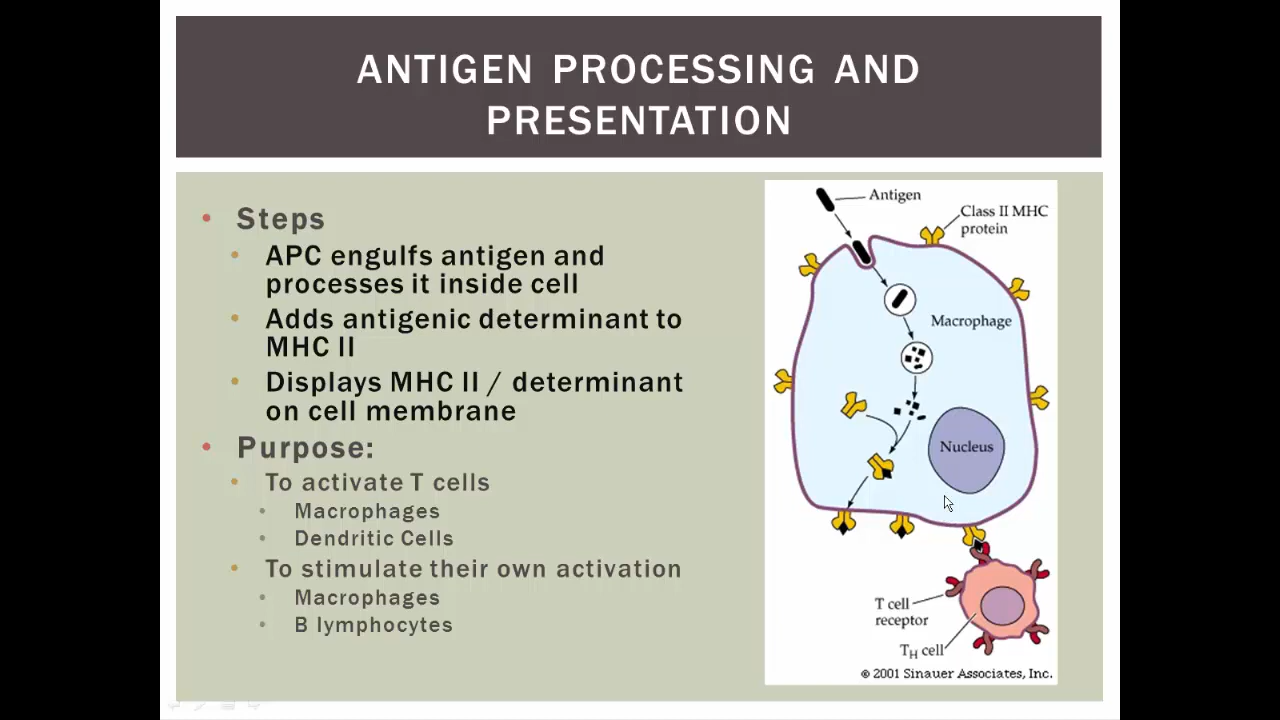 ANTIGEN PROCESSING AND
PRESENTATION
• Steps
• APC engulfs antigen and
processes it inside cell
• Adds antigenic determinant to
MHC II
• Displays MHC II / determinant
on cell membrane
• Purpose:
• To activate T cells
• Macrophages
• Dendritic Cells
• To stimulate their own activation
• Macrophages
• B lymphocytes
Antigen
Class II MHC
protein
Macrophage
Nucleus
T cell
receptor
TH cell
© 2001 Sinauer Associates, Inc.